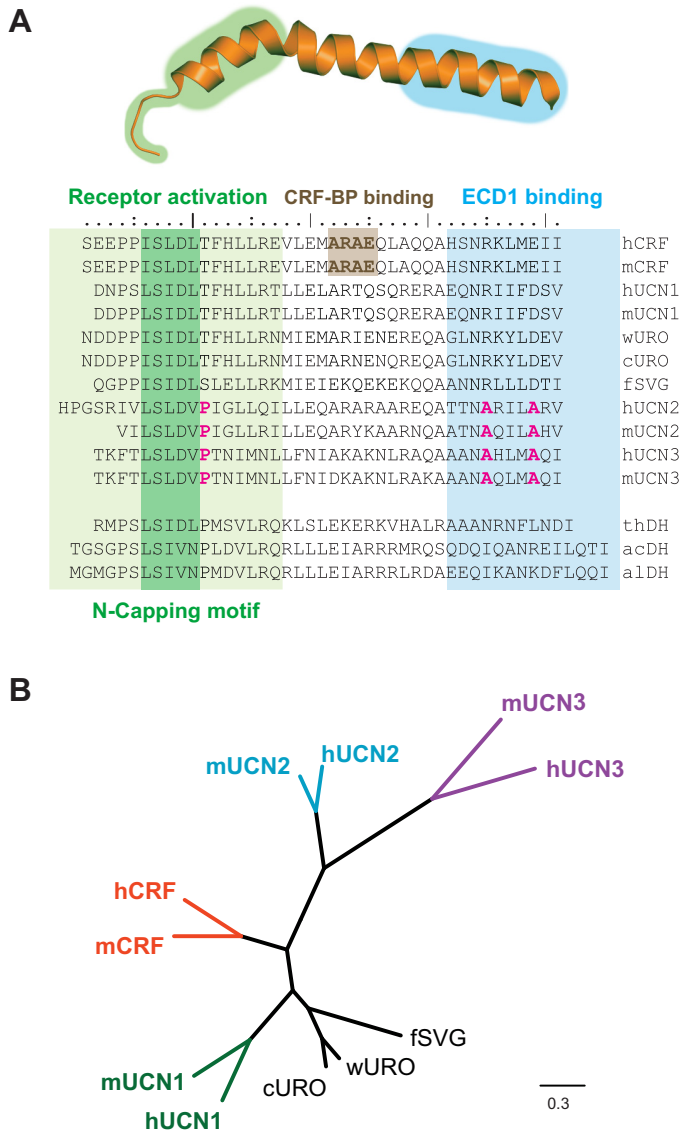 A
Receptor activation CRF-BP binding ECD1 binding
SEEPPISLDLTFHLLREVLEMARAEQLAQQAHSNRKLMEII hCRF
SEEPPISLDLTFHLLREVLEMARAEQLAQQAHSNRKLMEII mCRF
DNPSLSIDLTFHLLRTLLELARTQSQRERAEQNRIIFDSV hUCN1
DDPPLSIDLTFHLLRTLLELARTQSQRERAEQNRIIFDSV mUCN1
NDDPPISIDLTFHLLRNMIEMARIENEREQAGLNRKYLDEV wURO
NDDPPISIDLTFHLLRNMIEMARNENQREQAGLNRKYLDEV cURO
QGPPISIDLSLELLRKMIEIEKQEKEKQQAANNRLLLDTI fSVG
HPGSRIVLSLDVPIGLLQILLEQARARAAREQATTNARILARV hUCN2
VILSLDVPIGLLRILLEQARYKAARNQAATNAQILAHV mUCN2
TKFTLSLDVPTNIMNLLFNIAKAKNLRAQAAANAHLMAQI hUCN3
TKFTLSLDVPTNIMNLLFNIDKAKNLRAKAAANAQLMAQI mUCN3
RMPSLSIDLPMSVLRQKLSLEKERKVHALRAAANRNFLNDI thDH
TGSGPSLSIVNPLDVLRQRLLLEIARRRMRQSQDQIQANREILQTI acDH
MGMGPSLSIVNPMDVLRQRLLLEIARRRLRDAEEQIKANKDFLQQI alDH
N-Capping motif
B
mUCN3
hUCN2
mUCN2
hUCN3
hCRF
mCRF
fSVG
wURO
mUCN1
cURO
hUCN1
0.3